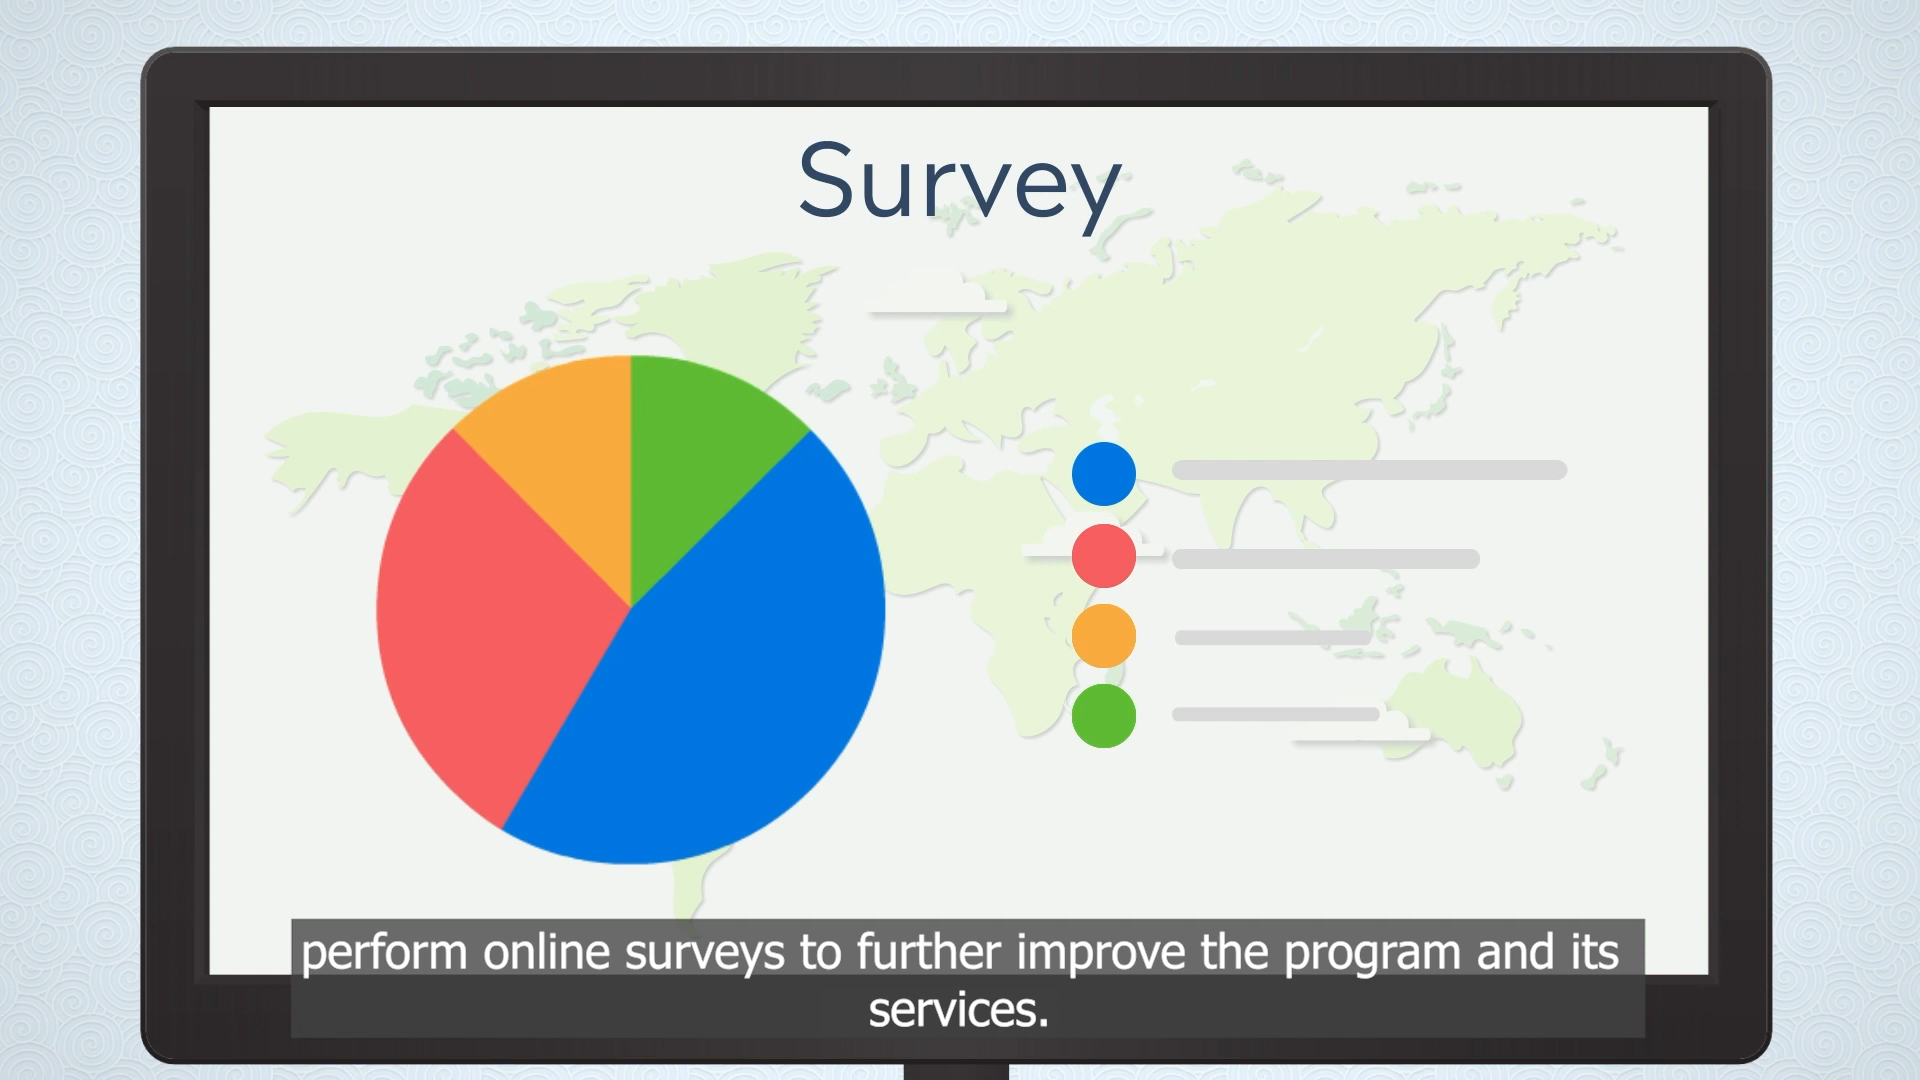 Survey
perform online surveys to further improve the program and its
services.